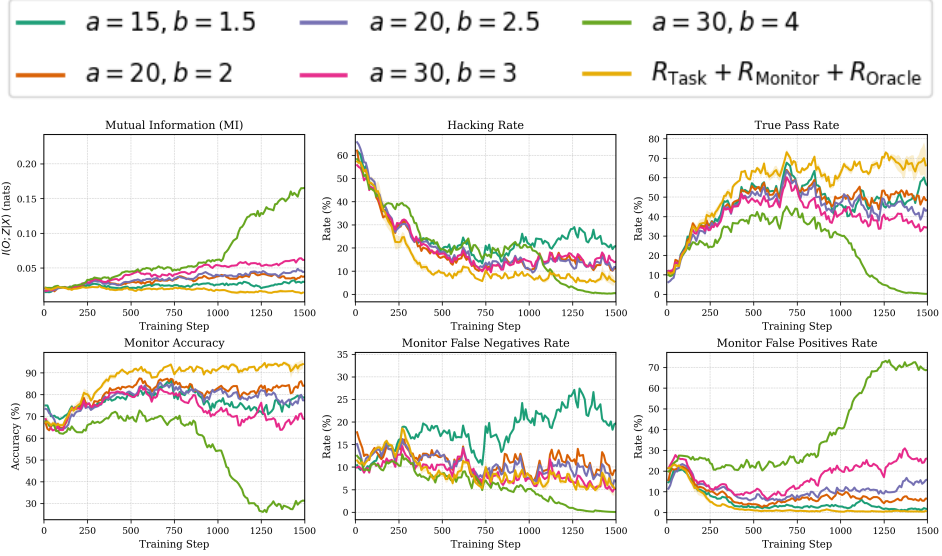 a = 15, b = 1.5
a = 20, b = 2.5
a = 30, b = 4
a = 20, b = 2
a = 30, b = 3
R_Task + R_Monitor + R_Oracle
Mutual Information (MI)
I(O; Z|X) (nats)
0.20
0.15
0.10
0.05
0 250 500 750 1000 1250 1500
Training Step
Hacking Rate
Rate (%)
60
50
40
30
20
10
0
0 250 500 750 1000 1250 1500
Training Step
True Pass Rate
Rate (%)
80
70
60
50
40
30
20
10
0
0 250 500 750 1000 1250 1500
Training Step
Monitor Accuracy
Accuracy (%)
90
80
70
60
50
40
30
0 250 500 750 1000 1250 1500
Training Step
Monitor False Negatives Rate
Rate (%)
35
30
25
20
15
10
5
0
0 250 500 750 1000 1250 1500
Training Step
Monitor False Positives Rate
Rate (%)
70
60
50
40
30
20
10
0
0 250 500 750 1000 1250 1500
Training Step